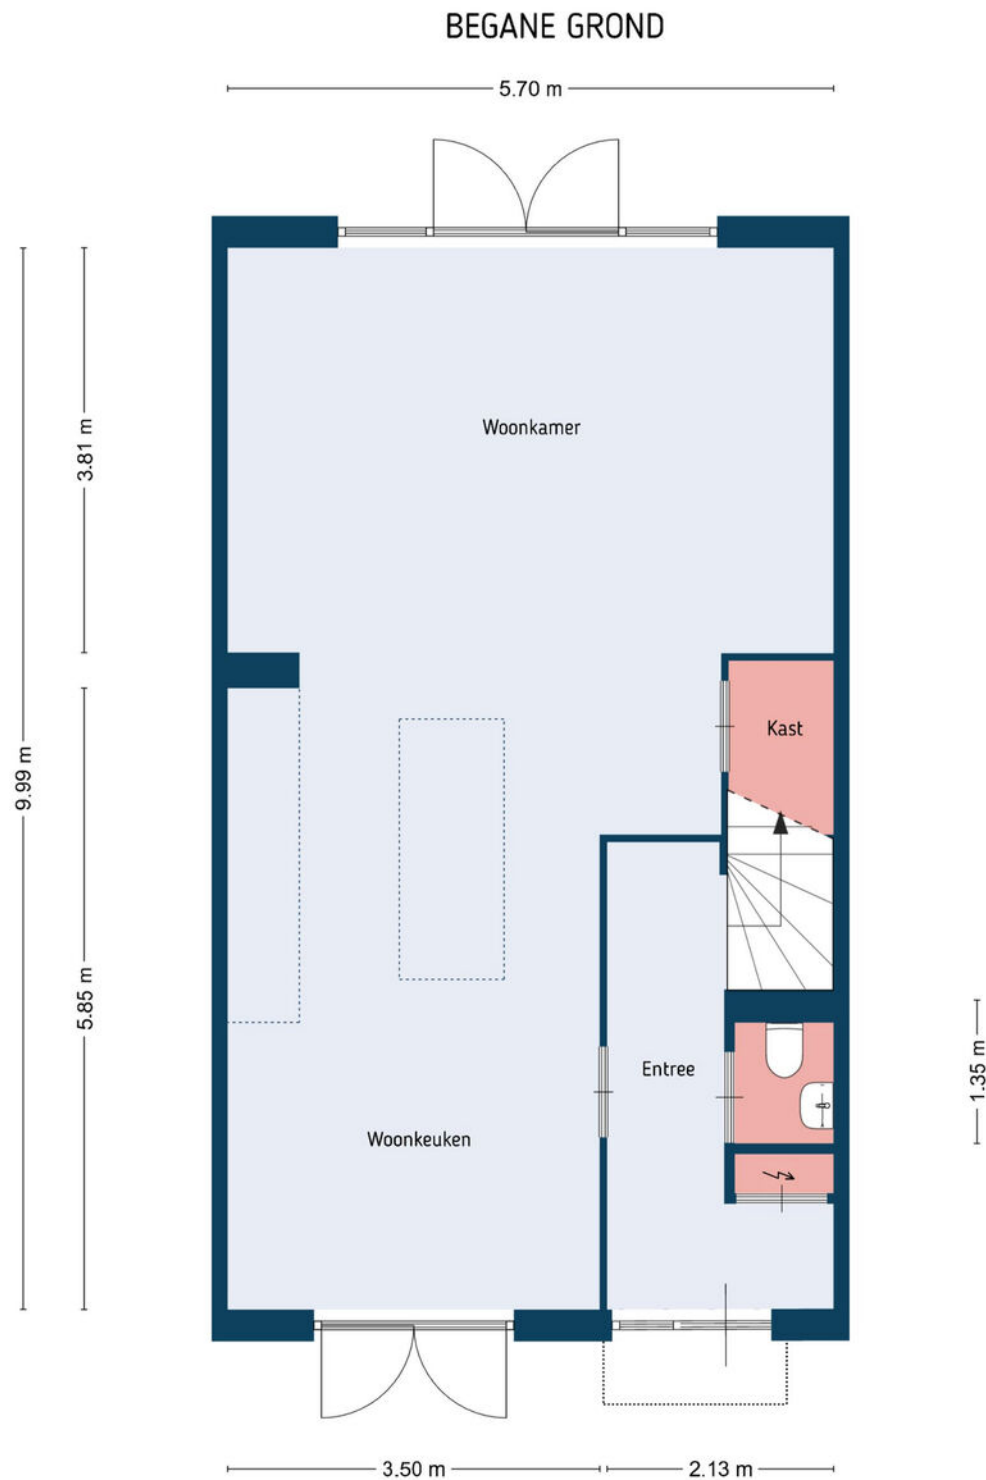 BEGANE GROND
5.70 m
Woonkamer
3.81 m
Kast
9.99 m
5.85 m
1.35 m
Entree
Woonkeuken
3.50 m
2.13 m